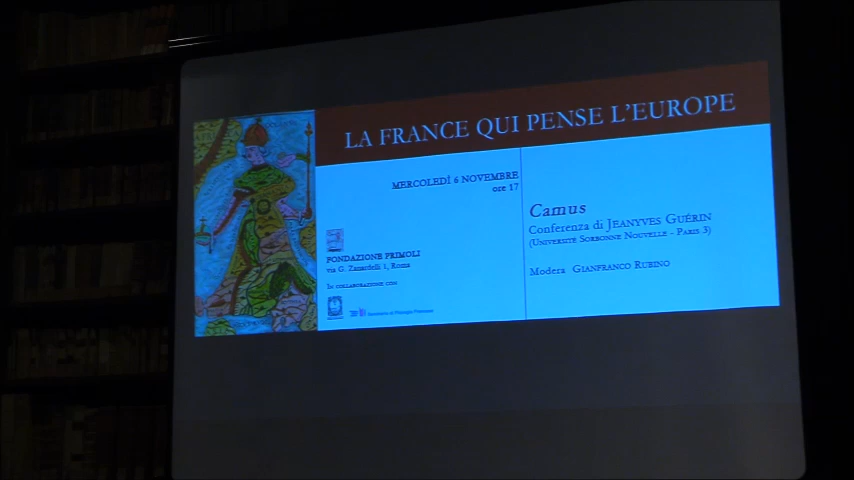 LA FRANCE QUI PENSE L'EUROPE
MERCOLEDÌ 6 NOVEMBRE
ore 17
FONDAZIONE PRIMOLI
via G. Zanardelli 1, Roma
In collaborazione con
Camus
Conferenza di JEANYVES GUÉRIN
(Université Sorbonne Nouvelle - Paris 3)
Modera GIANFRANCO RUBINO